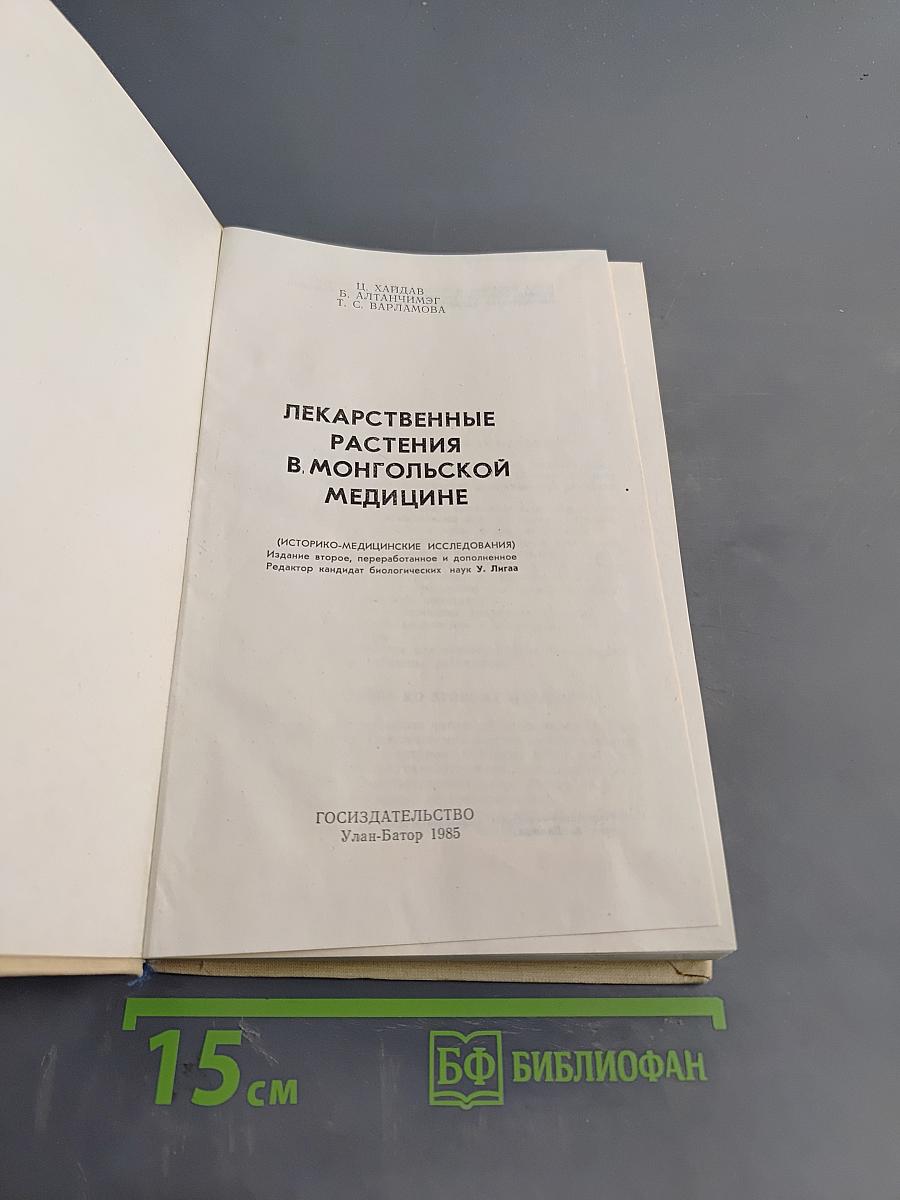 Ц. ХАЙДАВ
Б. АЛТАНЧИМЭГ
Т. С. ВАРЛАМОВА
ЛЕКАРСТВЕННЫЕ
РАСТЕНИЯ
В МОНГОЛЬСКОЙ
МЕДИЦИНЕ
(ИСТОРИКО-МЕДИЦИНСКИЕ ИССЛЕДОВАНИЯ)
Издание второе, переработанное и дополненное
Редактор кандидат биологических наук У. Лигаа
ГОСИЗДАТЕЛЬСТВО
Улан-Батор 1985
15 см
БФ БИБЛИОФАН